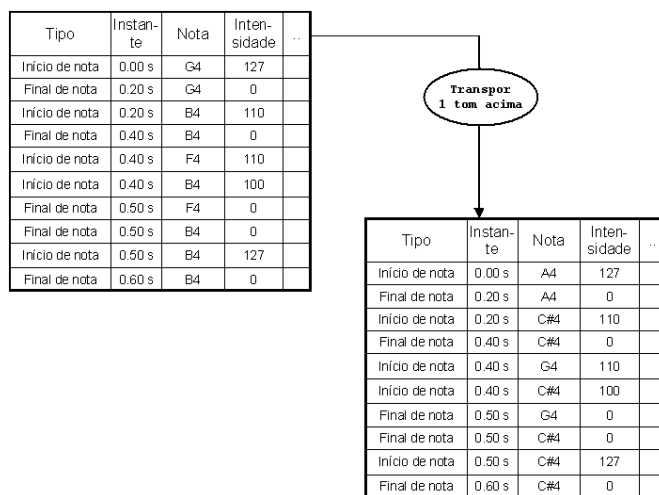 Tipo Instan-te Nota Inten-sidade ..
Início de nota 0.00 s G4 127
Final de nota 0.20 s G4 0
Início de nota 0.20 s B4 110
Final de nota 0.40 s B4 0
Início de nota 0.40 s F4 110
Início de nota 0.40 s B4 100
Final de nota 0.50 s F4 0
Final de nota 0.50 s B4 0
Início de nota 0.50 s B4 127
Final de nota 0.60 s B4 0
Transpor
1 tom acima
Tipo Instan-te Nota Inten-sidade ..
Início de nota 0.00 s A4 127
Final de nota 0.20 s A4 0
Início de nota 0.20 s C#4 110
Final de nota 0.40 s C#4 0
Início de nota 0.40 s G4 110
Início de nota 0.40 s C#4 100
Final de nota 0.50 s G4 0
Final de nota 0.50 s C#4 0
Início de nota 0.50 s C#4 127
Final de nota 0.60 s C#4 0